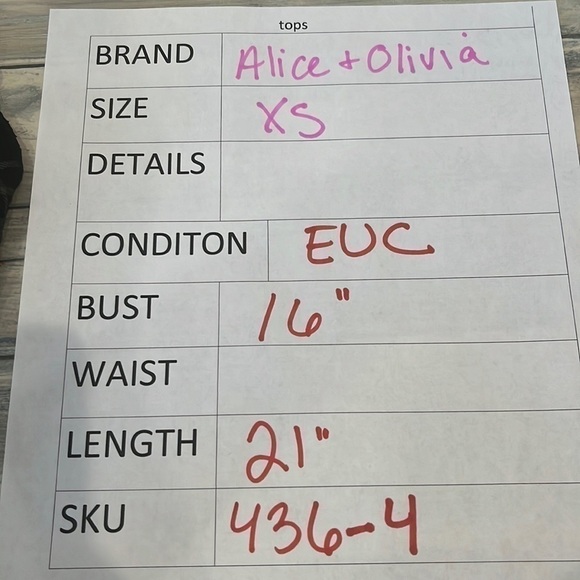 tops
BRAND Alice + Olivia
SIZE XS
DETAILS
CONDITON EUC
BUST 16"
WAIST
LENGTH 21"
SKU 436-4